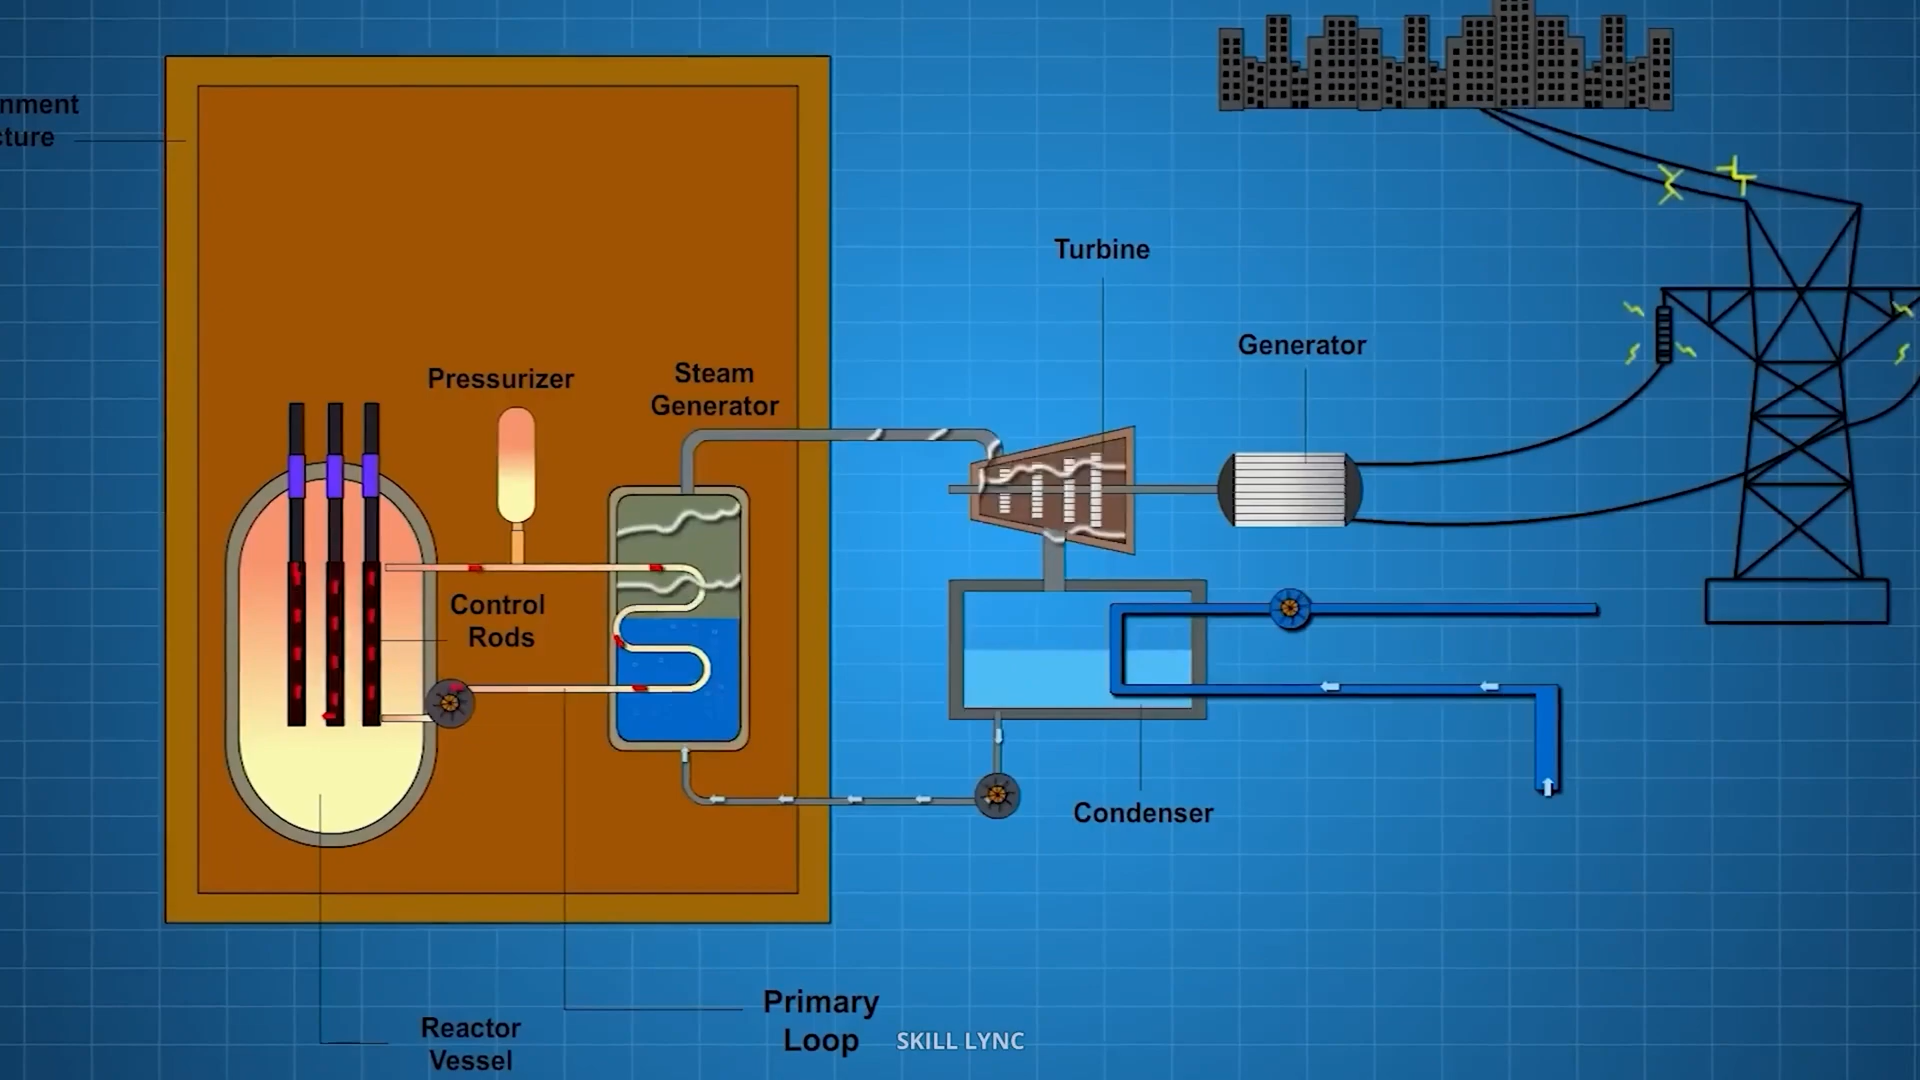 nment
cture
Turbine
Generator
Pressurizer
Steam
Generator
Control
Rods
Condenser
Primary
Loop
Reactor
Vessel
SKILL LYNC